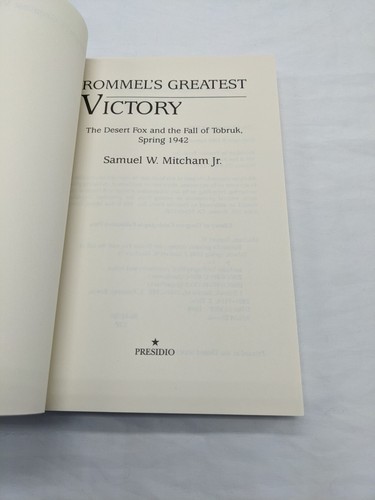 ROMMEL'S GREATEST
VICTORY
The Desert Fox and the Fall of Tobruk,
Spring 1942
Samuel W. Mitcham Jr.
PRESIDIO